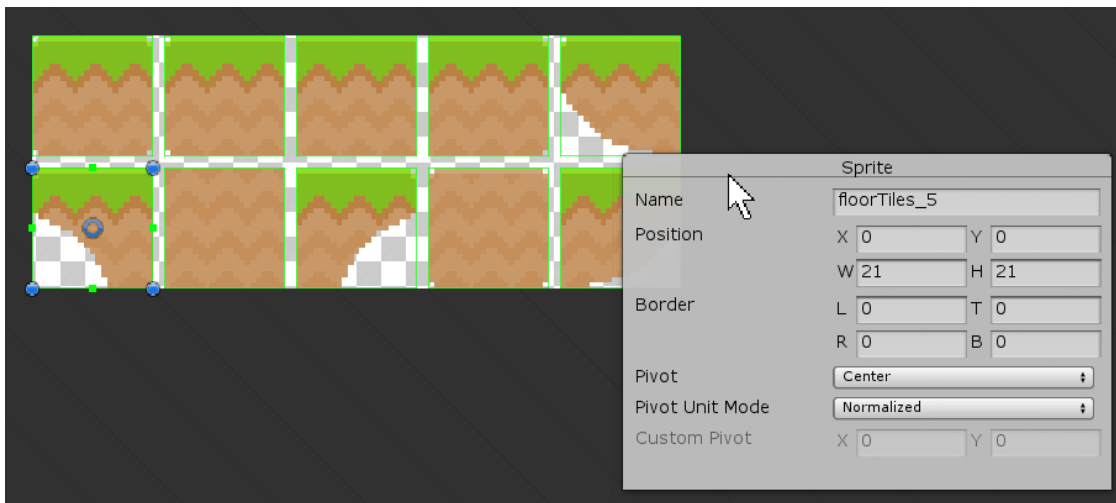 Sprite
Name floorTiles_5
Position X 0 Y 0
W 21 H 21
Border L 0 T 0
R 0 B 0
Pivot Center
Pivot Unit Mode Normalized
Custom Pivot X 0 Y 0